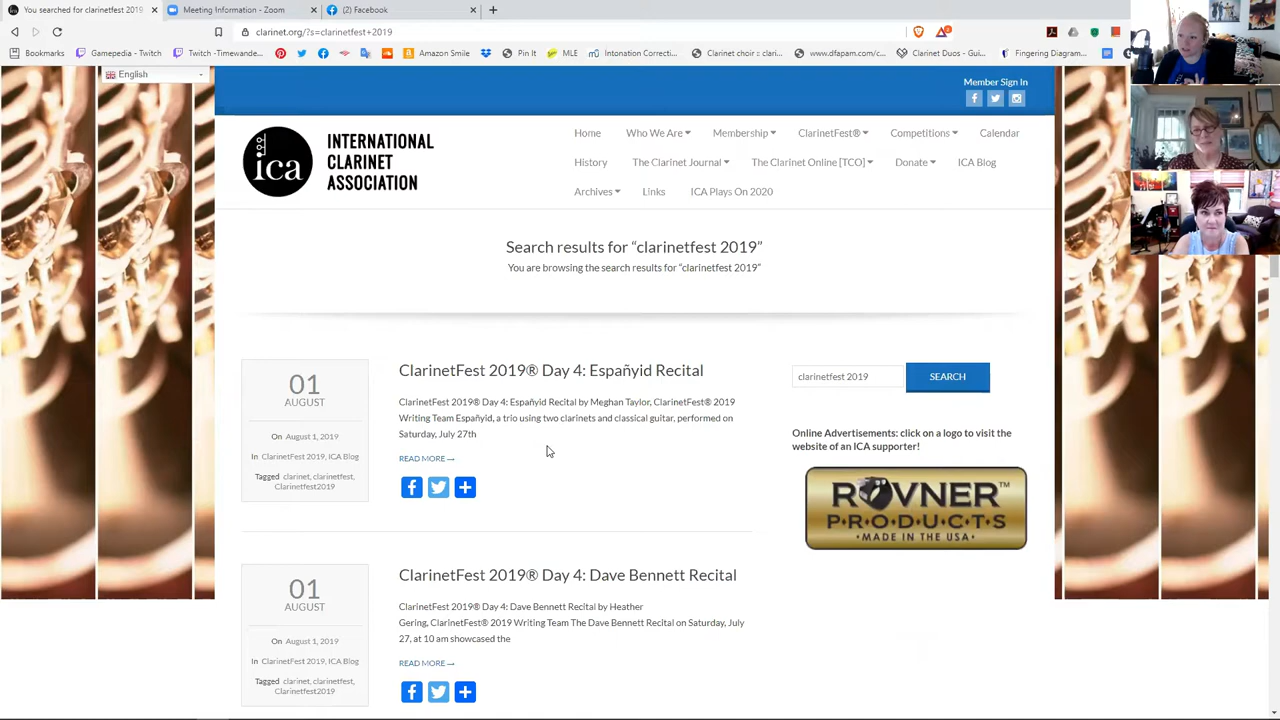 You searched for clarinetfest 2019
Meeting Information - Zoom
(2) Facebook
clarinet.org/?s=clarinetfest+2019
Bookmarks
Gamepedia - Twitch
Twitch -Timewande...
Amazon Smile
Pin It
MLE
Intonation Correcti...
Clarinet choir :: clari...
www.dfapam.com/c...
Clarinet Duos - Gui...
Fingering Diagram...
English
Member Sign In
ica
INTERNATIONAL
CLARINET
ASSOCIATION
Home
Who We Are
Membership
ClarinetFest®
Competitions
Calendar
History
The Clarinet Journal
The Clarinet Online [TCO]
Donate
ICA Blog
Archives
Links
ICA Plays On 2020
Search results for “clarinetfest 2019”
You are browsing the search results for “clarinetfest 2019”
01
AUGUST
On August 1, 2019
In ClarinetFest 2019, ICA Blog
Tagged clarinet, clarinetfest,
Clarinetfest2019
ClarinetFest 2019® Day 4: Españyid Recital
ClarinetFest 2019® Day 4: Españyid Recital by Meghan Taylor, ClarinetFest® 2019
Writing Team Españyid, a trio using two clarinets and classical guitar, performed on
Saturday, July 27th
READ MORE →
clarinetfest 2019
SEARCH
Online Advertisements: click on a logo to visit the
website of an ICA supporter!
ROVNER™
P·R·O·D·U·C·T·S
•MADE IN THE USA•
01
AUGUST
On August 1, 2019
In ClarinetFest 2019, ICA Blog
Tagged clarinet, clarinetfest,
Clarinetfest2019
ClarinetFest 2019® Day 4: Dave Bennett Recital
ClarinetFest 2019® Day 4: Dave Bennett Recital by Heather
Gering, ClarinetFest® 2019 Writing Team The Dave Bennett Recital on Saturday, July
27, at 10 am showcased the
READ MORE →